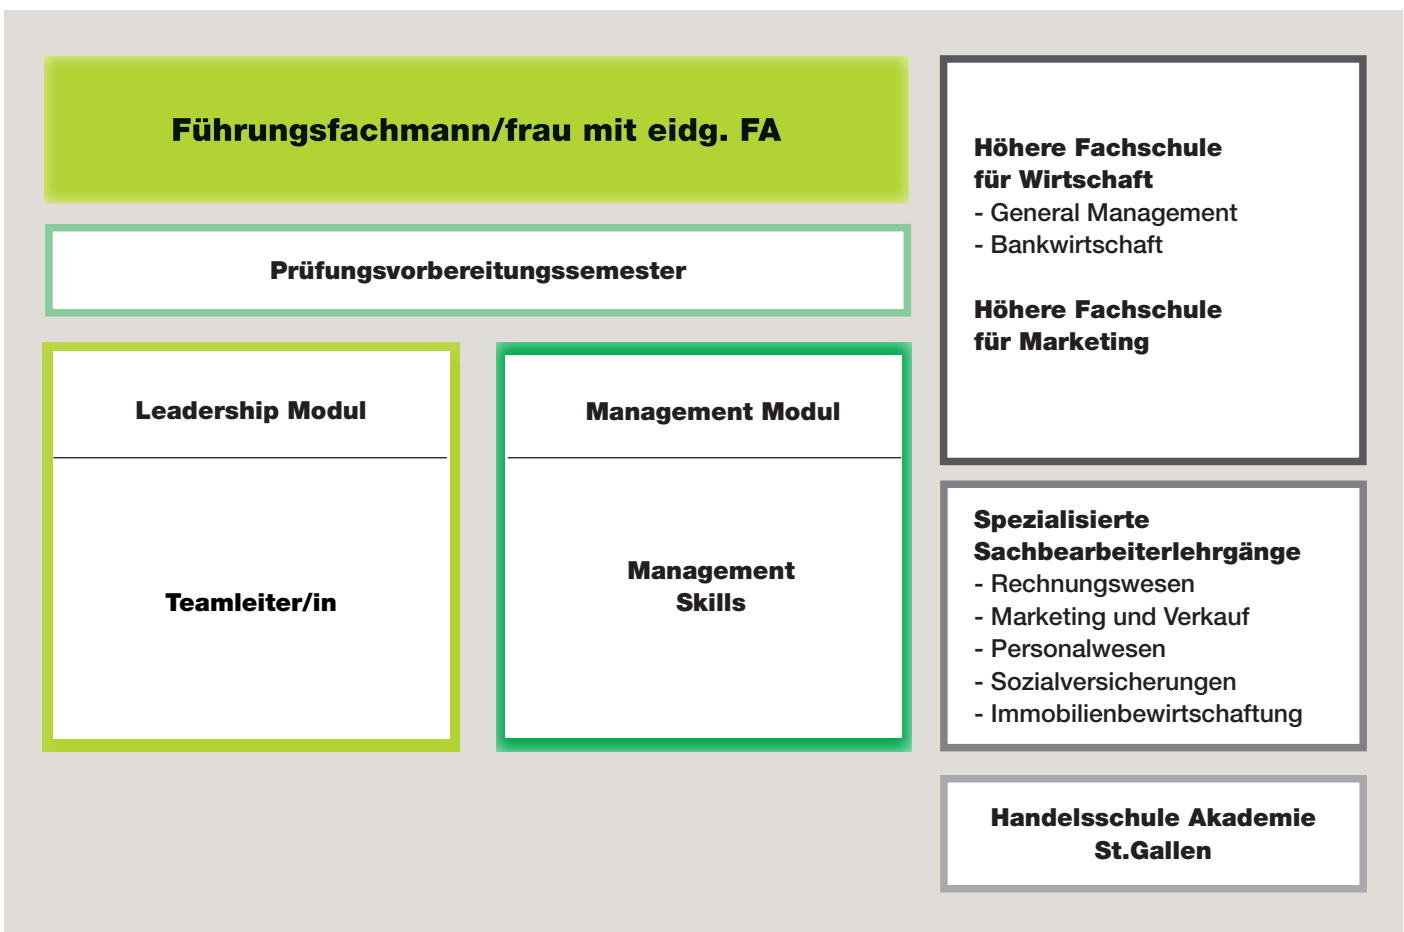 Führungsfachmann/frau mit eidg. FA
Prüfungsvorbereitungssemester
Leadership Modul
Teamleiter/in
Management Modul
Management
Skills
Höhere Fachschule
für Wirtschaft
- General Management
- Bankwirtschaft
Höhere Fachschule
für Marketing
Spezialisierte
Sachbearbeiterlehrgänge
- Rechnungswesen
- Marketing und Verkauf
- Personalwesen
- Sozialversicherungen
- Immobilienbewirtschaftung
Handelsschule Akademie
St.Gallen